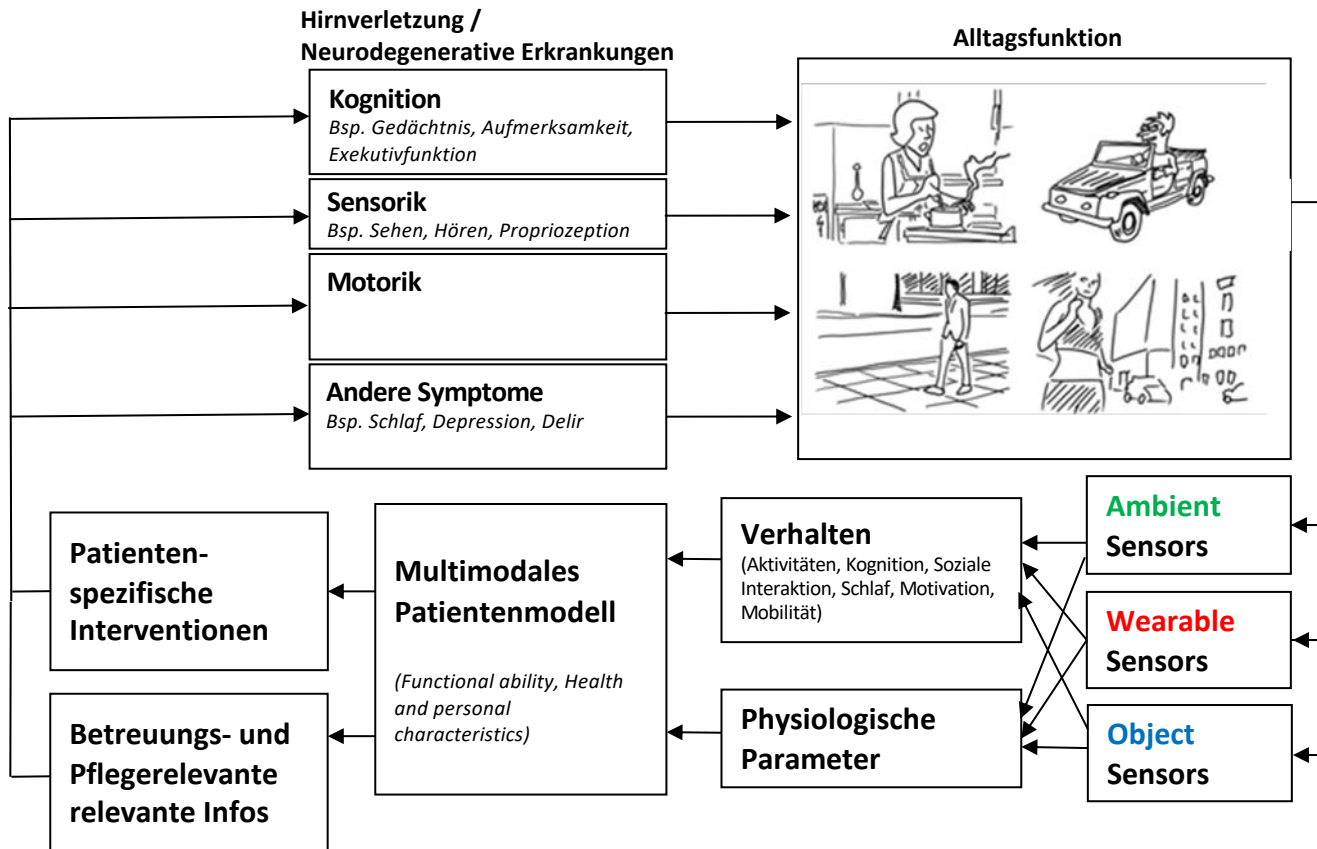 Hirnverletzung /
Neurodegenerative Erkrankungen
Alltagsfunktion
Kognition
Bsp. Gedächtnis, Aufmerksamkeit,
Exekutivfunktion
Sensorik
Bsp. Sehen, Hören, Propriozeption
Motorik
Andere Symptome
Bsp. Schlaf, Depression, Delir
Patienten-
spezifische
Interventionen
Betreuungs- und
Pflegerelevante
relevante Infos
Multimodales
Patientenmodell
(Functional ability, Health
and personal
characteristics)
Verhalten
(Aktivitäten, Kognition, Soziale
Interaktion, Schlaf, Motivation,
Mobilität)
Physiologische
Parameter
Ambient
Sensors
Wearable
Sensors
Object
Sensors